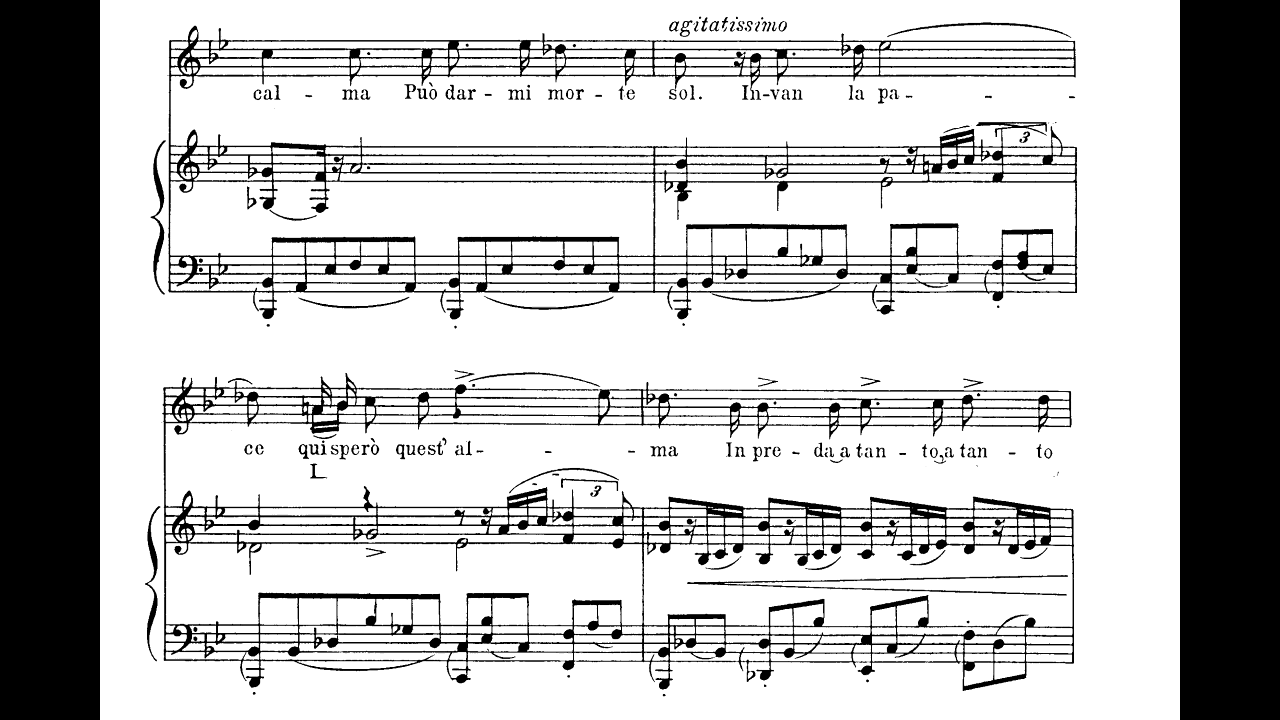 agitatissimo
cal - ma Può dar - mi mor - te sol. In-van la pa - - -
3
ce qui sperò quest' al - - - ma In pre - da a tan - to, a tan - to
L
3